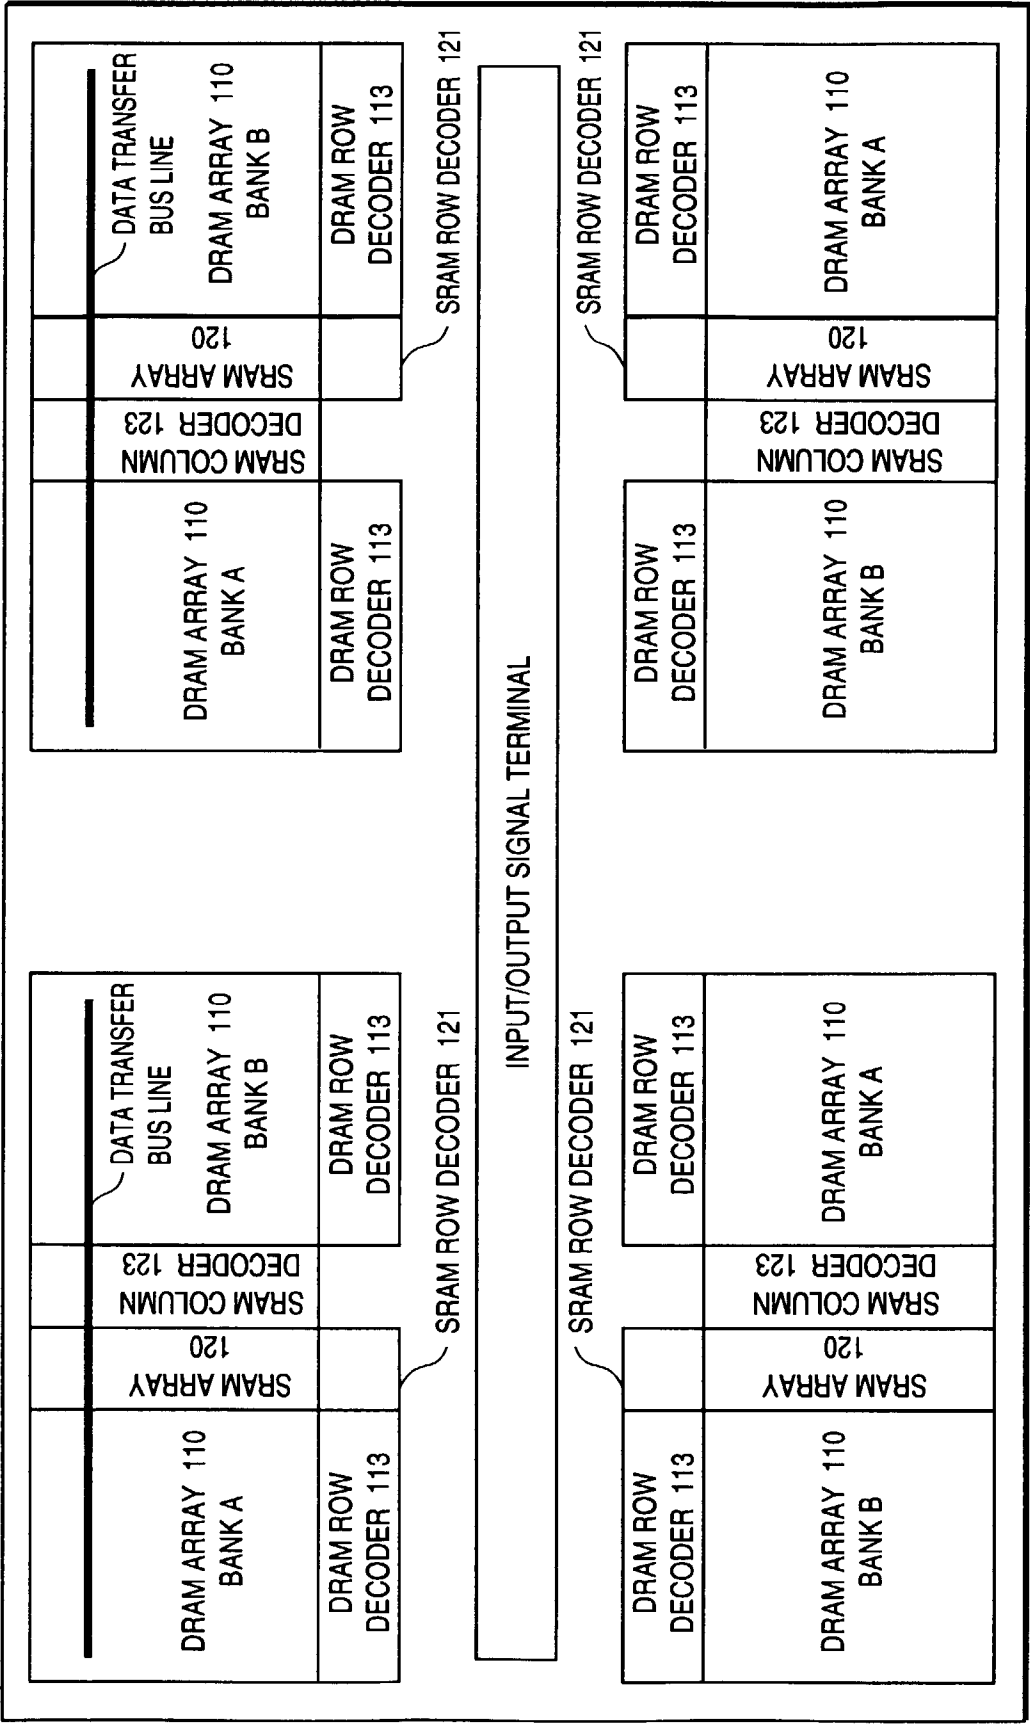 DATA TRANSFER
BUS LINE
DRAM ARRAY 110
BANK A
SRAM ARRAY
120
SRAM COLUMN
DECODER 123
DRAM ARRAY 110
BANK B
DRAM ROW
DECODER 113
DRAM ROW
DECODER 113
SRAM ROW DECODER 121
DATA TRANSFER
BUS LINE
DRAM ARRAY 110
BANK A
SRAM COLUMN
DECODER 123
SRAM ARRAY
120
DRAM ARRAY 110
BANK B
DRAM ROW
DECODER 113
DRAM ROW
DECODER 113
SRAM ROW DECODER 121
INPUT/OUTPUT SIGNAL TERMINAL
SRAM ROW DECODER 121
DRAM ROW
DECODER 113
DRAM ROW
DECODER 113
DRAM ARRAY 110
BANK B
SRAM ARRAY
120
SRAM COLUMN
DECODER 123
DRAM ARRAY 110
BANK A
SRAM ROW DECODER 121
DRAM ROW
DECODER 113
DRAM ROW
DECODER 113
DRAM ARRAY 110
BANK B
SRAM COLUMN
DECODER 123
SRAM ARRAY
120
DRAM ARRAY 110
BANK A